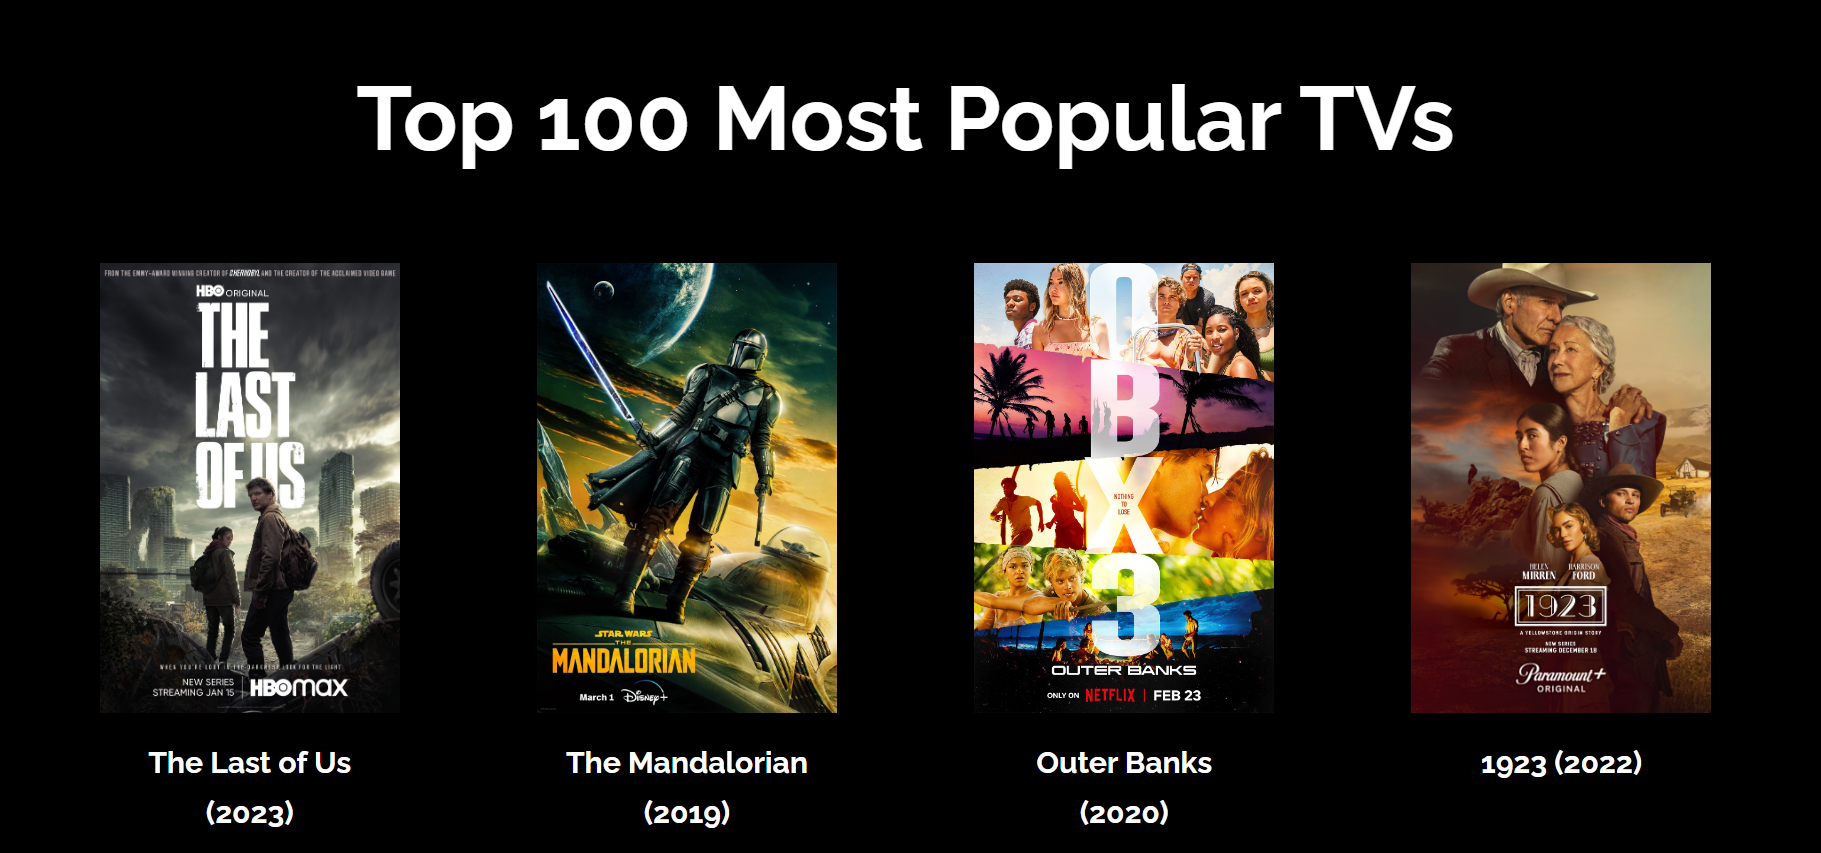 Top 100 Most Popular TVs
FROM THE EMMY-AWARD WINNING CREATOR OF CHERNOBYL AND THE CREATOR OF THE ACCLAIMED VIDEO GAME
HBO ORIGINAL
THE
LAST
OF US
WHEN YOU'RE LOST IN THE DARKNESS LOOK FOR THE LIGHT
NEW SERIES
STREAMING JAN 15
HBOmax
The Last of Us
(2023)
STAR WARS
THE
MANDALORIAN
March 1 Disney+
The Mandalorian
(2019)
O
B
X
NOTHING
TO
LOSE
3
OUTER BANKS
ONLY ON NETFLIX | FEB 23
Outer Banks
(2020)
HELEN MIRREN
HARRISON FORD
1923
A YELLOWSTONE ORIGIN STORY
NEW SERIES
STREAMING DECEMBER 18
Paramount+
ORIGINAL
1923 (2022)